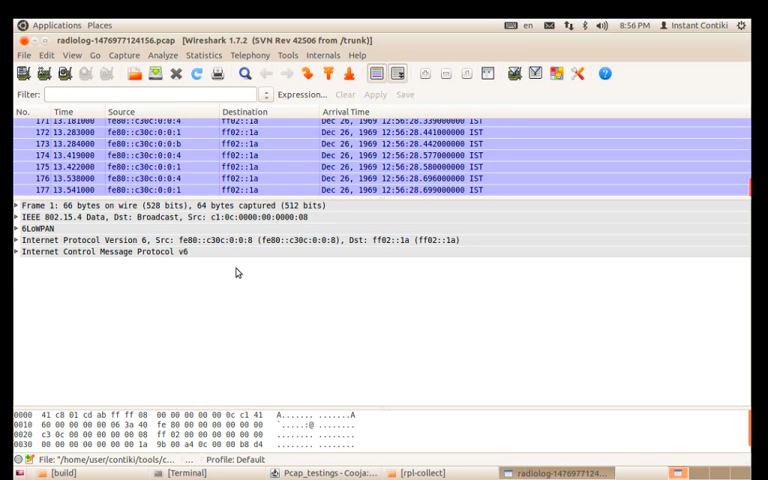 Applications Places en 8:56 PM Instant Contiki
radiolog-1476977124156.pcap [Wireshark 1.7.2 (SVN Rev 42506 from /trunk)]
File Edit View Go Capture Analyze Statistics Telephony Tools Internals Help
Filter: Expression... Clear Apply Save
No. Time Source Destination Arrival Time
171 13.181000 fe80::c30c:0:0:4 ff02::1a Dec 26, 1969 12:56:28.339000000 IST
172 13.283000 fe80::c30c:0:0:1 ff02::1a Dec 26, 1969 12:56:28.441000000 IST
173 13.284000 fe80::c30c:0:0:b ff02::1a Dec 26, 1969 12:56:28.442000000 IST
174 13.419000 fe80::c30c:0:0:4 ff02::1a Dec 26, 1969 12:56:28.577000000 IST
175 13.422000 fe80::c30c:0:0:1 ff02::1a Dec 26, 1969 12:56:28.580000000 IST
176 13.538000 fe80::c30c:0:0:4 ff02::1a Dec 26, 1969 12:56:28.696000000 IST
177 13.541000 fe80::c30c:0:0:1 ff02::1a Dec 26, 1969 12:56:28.699000000 IST
Frame 1: 66 bytes on wire (528 bits), 64 bytes captured (512 bits)
IEEE 802.15.4 Data, Dst: Broadcast, Src: c1:0c:0000:00:0000:08
6LoWPAN
Internet Protocol Version 6, Src: fe80::c30c:0:0:8 (fe80::c30c:0:0:8), Dst: ff02::1a (ff02::1a)
Internet Control Message Protocol v6
0000 41 c8 01 cd ab ff ff 08 00 00 00 00 00 0c c1 41 A....... .......A
0010 60 00 00 00 00 06 3a 40 fe 80 00 00 00 00 00 00 `.....:@ ........
0020 c3 0c 00 00 00 00 00 08 ff 02 00 00 00 00 00 00 ........ ........
0030 00 00 00 00 00 00 00 1a 9b 00 a4 0c 00 00 b8 d4 ........ ........
File: "/home/user/contiki/tools/c... ... Profile: Default
[build] [Terminal] Pcap_testings - Cooja:... [rpl-collect] radiolog-1476977124...